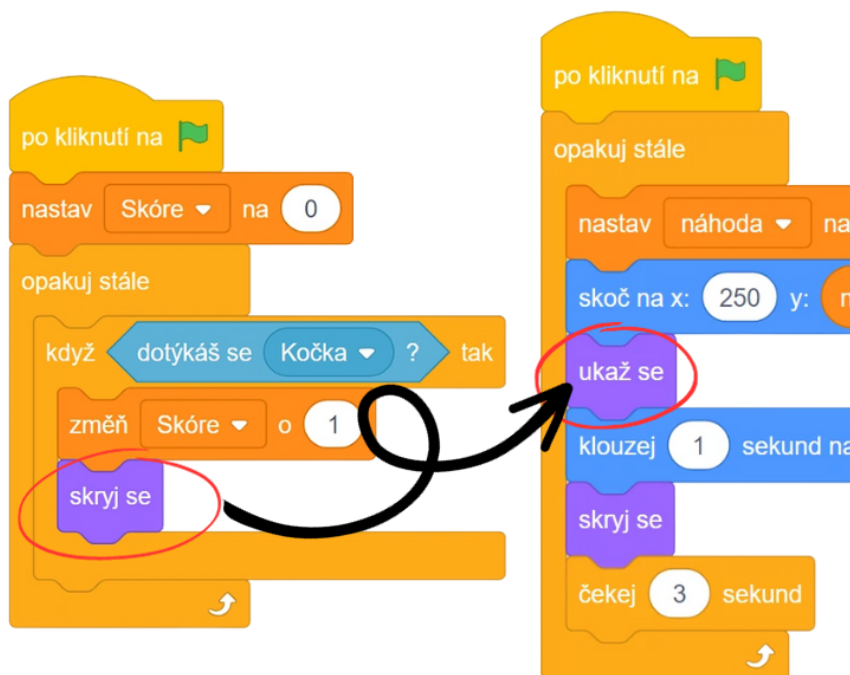 po kliknutí na
nastav Skóre na 0
opakuj stále
když dotýkáš se Kočka ? tak
změň Skóre o 1
skryj se
po kliknutí na
opakuj stále
nastav náhoda na
skoč na x: 250 y:
ukaž se
klouzej 1 sekund na
skryj se
čekej 3 sekund